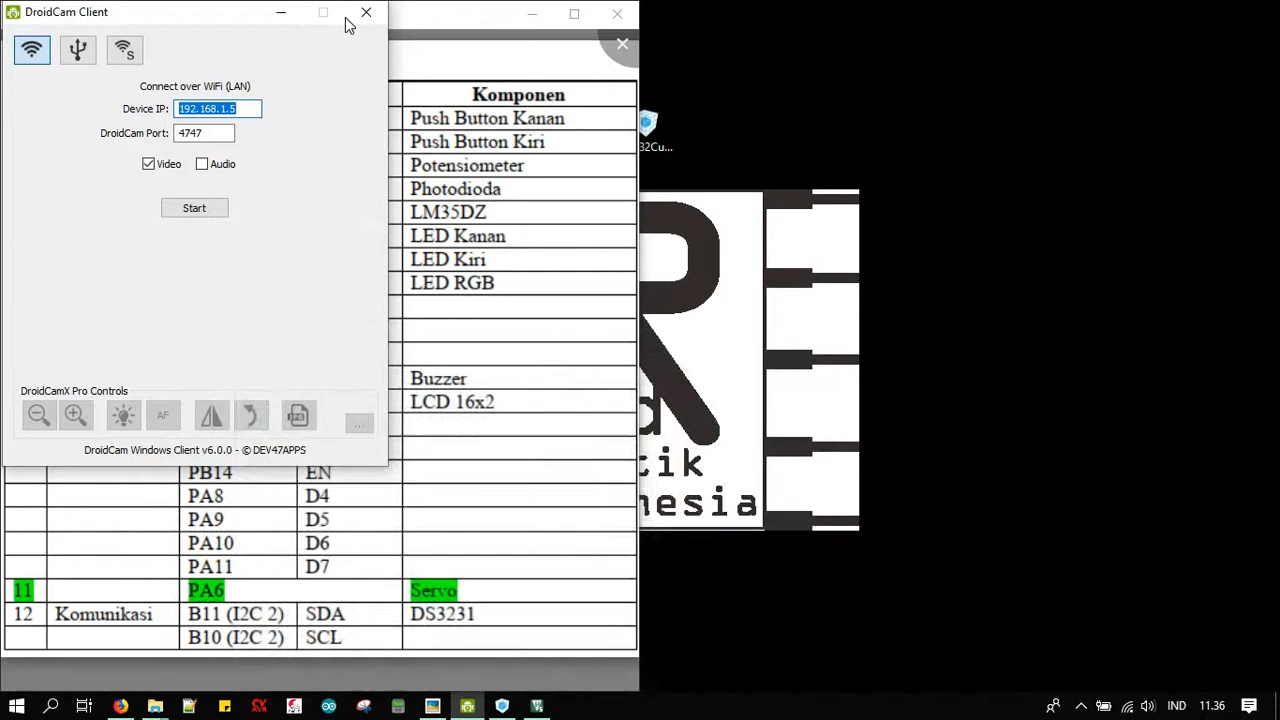 DroidCam Client
S
Connect over WiFi (LAN)
Device IP: 192.168.1.5
DroidCam Port: 4747
Video Audio
Start
DroidCamX Pro Controls
AF
...
DroidCam Windows Client v6.0.0 - © DEV47APPS
Komponen
Push Button Kanan
Push Button Kiri
Potensiometer
Photodioda
LM35DZ
LED Kanan
LED Kiri
LED RGB
Buzzer
LCD 16x2
PB14 EN
PA8 D4
PA9 D5
PA10 D6
PA11 D7
11 PA6 Servo
12 Komunikasi B11 (I2C 2) SDA DS3231
B10 (I2C 2) SCL
32Cu...
R
d
tik
nesia
IND 11.36